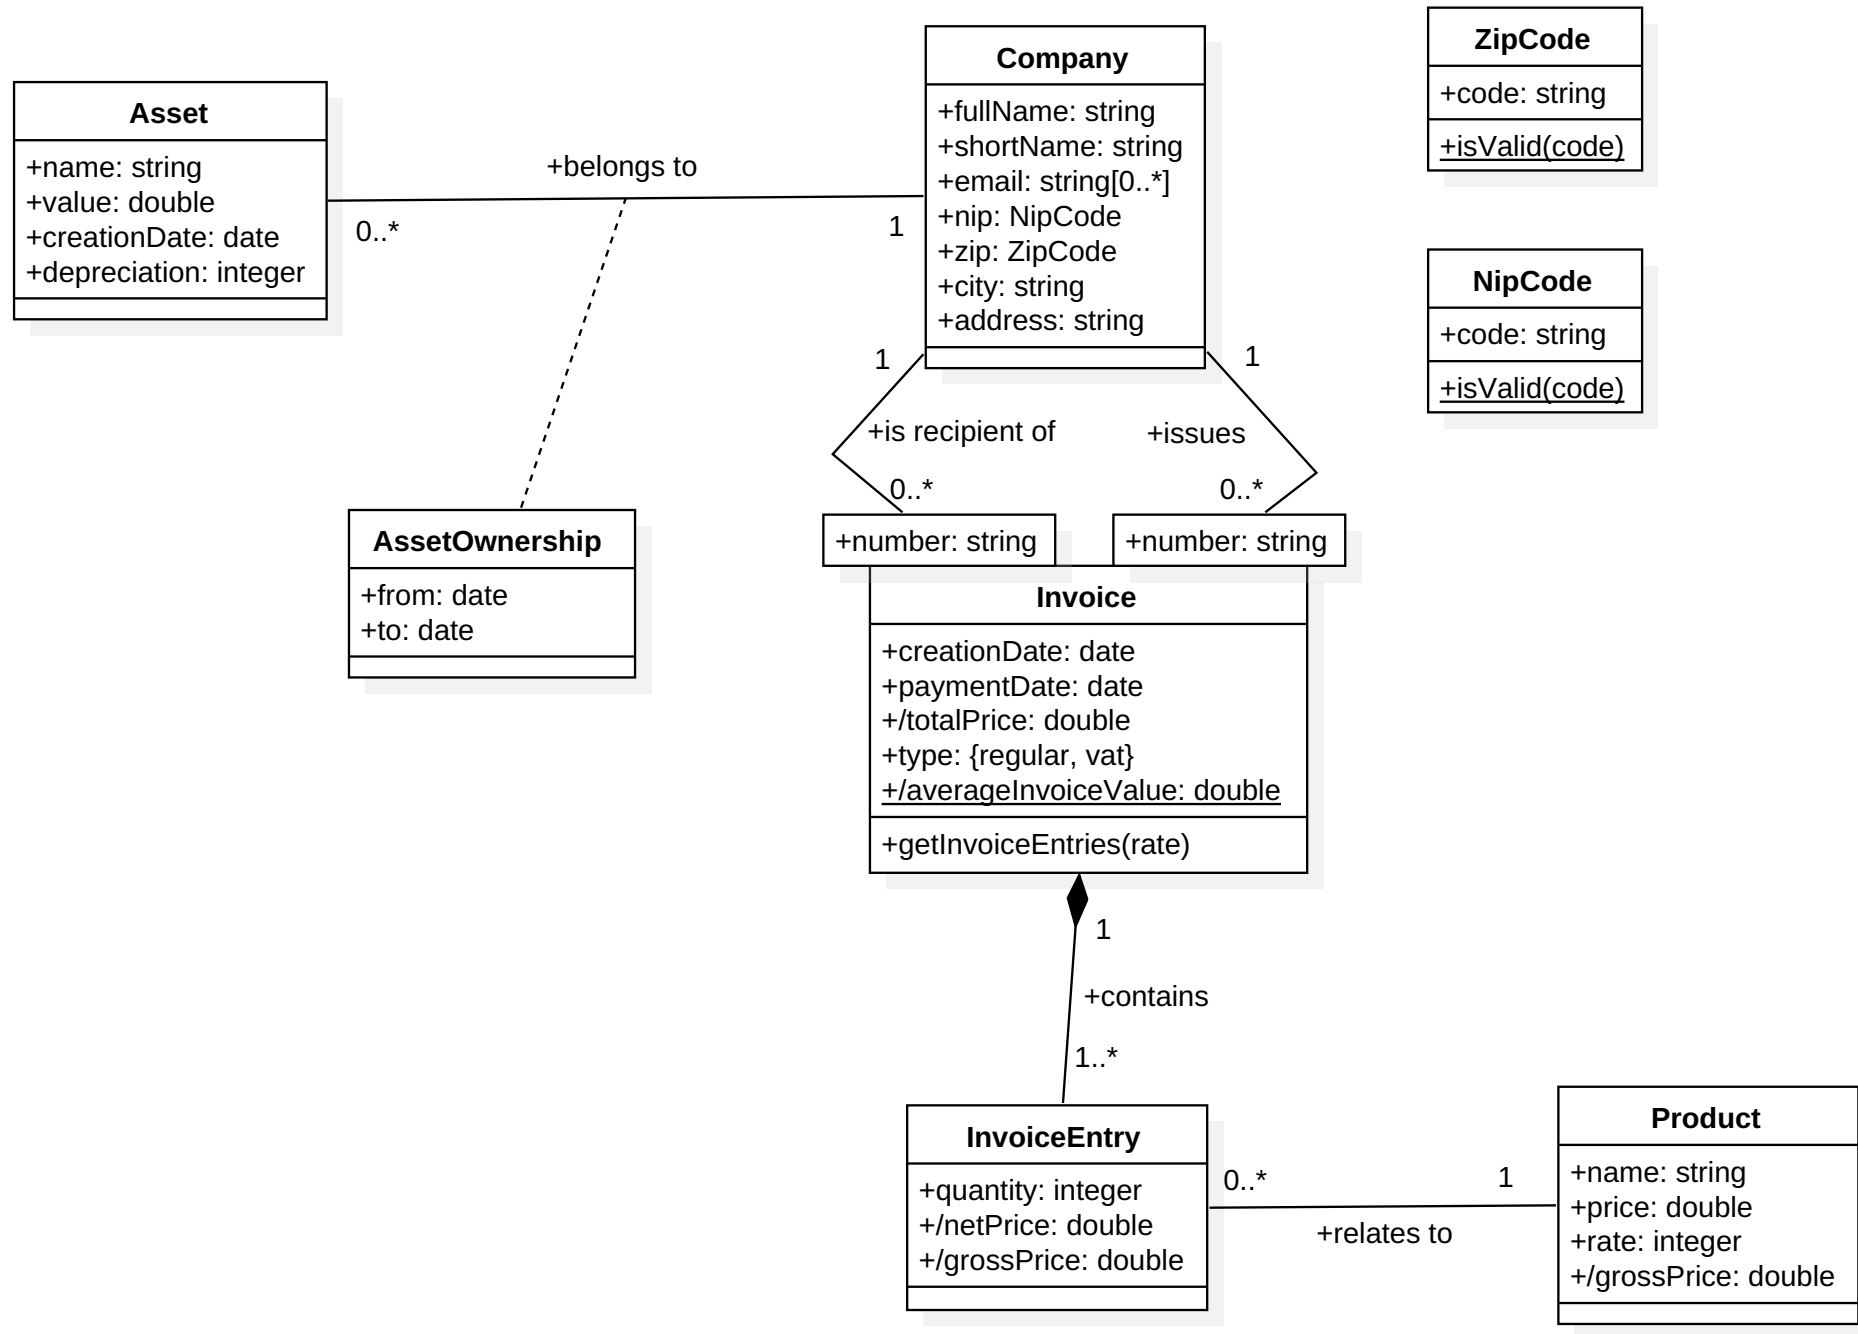 ZipCode
+code: string
+isValid(code)
Company
+fullName: string
+shortName: string
+email: string[0..*]
+nip: NipCode
+zip: ZipCode
+city: string
+address: string
Asset
+name: string
+value: double
+creationDate: date
+depreciation: integer
+belongs to
0..*
1
NipCode
+code: string
+isValid(code)
1
1
+is recipient of
+issues
0..*
0..*
+number: string
+number: string
AssetOwnership
+from: date
+to: date
Invoice
+creationDate: date
+paymentDate: date
+/totalPrice: double
+type: {regular, vat}
+/averageInvoiceValue: double
+getInvoiceEntries(rate)
1
+contains
1..*
InvoiceEntry
+quantity: integer
+/netPrice: double
+/grossPrice: double
0..*
1
+relates to
Product
+name: string
+price: double
+rate: integer
+/grossPrice: double